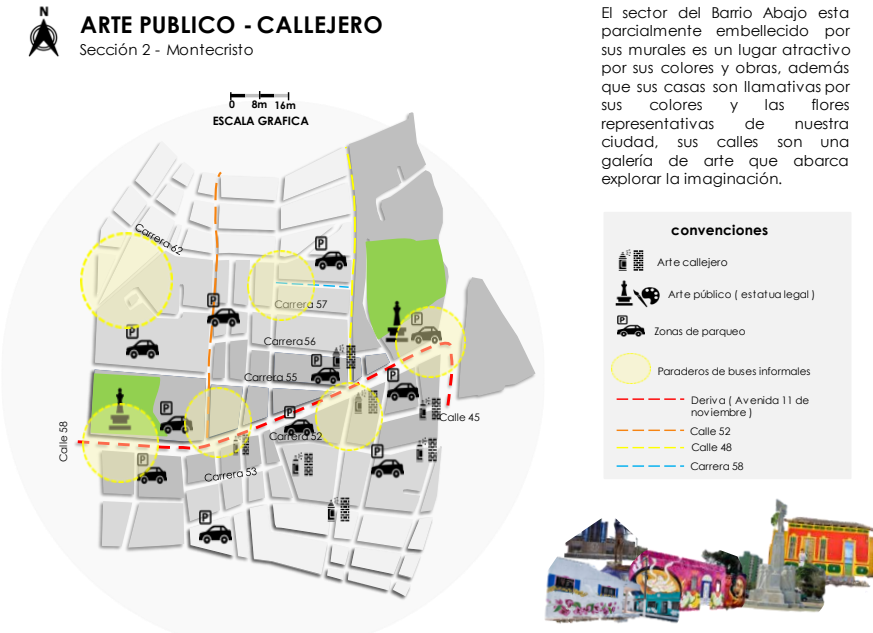 N
ARTE PUBLICO - CALLEJERO
Sección 2 - Montecristo
0 8m 16m
ESCALA GRAFICA
El sector del Barrio Abajo esta
parcialmente embellecido por
sus murales es un lugar atractivo
por sus colores y obras, además
que sus casas son llamativas por
sus colores y las flores
representativas de nuestra
ciudad, sus calles son una
galería de arte que abarca
explorar la imaginación.
convenciones
Arte callejero
Arte público ( estatua legal )
P
Zonas de parqueo
Paraderos de buses informales
Deriva ( Avenida 11 de
noviembre )
Calle 52
Calle 48
Carrera 58
Carrera 62
P
P
Carrera 57
P
P
Carrera 56
P
Carrera 55
P
P
P
Calle 45
Carrera 52
Calle 58
P
Carrera 53
P
P